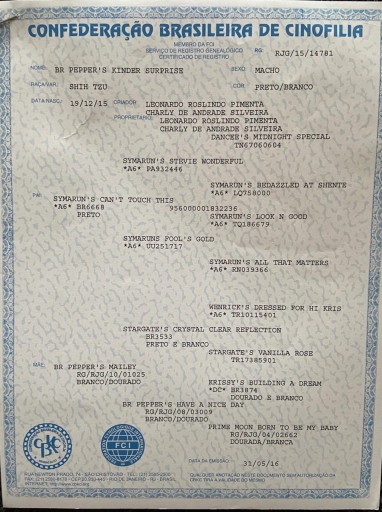 CONFEDERAÇÃO BRASILEIRA DE CINOFILIA
MEMBRO DA FCI
SERVIÇO DE REGISTRO GENEALÓGICO
CERTIFICADO DE REGISTRO
RG: RJG/15/14781
NOME: BR PEPPER'S KINDER SURPRISE SEXO: MACHO
RAÇA/VAR.: SHIH TZU COR: PRETO/BRANCO
DATA NASC.: 19/12/15 CRIADOR: LEONARDO ROSLINDO PIMENTA
CHARLY DE ANDRADE SILVEIRA
PROPRIETÁRIO: LEONARDO ROSLINDO PIMENTA
CHARLY DE ANDRADE SILVEIRA
DANCEE'S MIDNIGHT SPECIAL
TN67060604
SYMARUN'S STEVIE WONDERFUL
*A6* PA932446
SYMARUN'S BEDAZZLED AT SHENTE
*A6* LQ758000
PAI: SYMARUN'S CAN'T TOUCH THIS
*A6* BR6668 956000001832236
PRETO
SYMARUN'S LOOK N GOOD
*A6* TQ186679
SYMARUNS FOOL'S GOLD
*A6* UU251717
SYMARUN'S ALL THAT MATTERS
*A6* RN039366
WENRICK'S DRESSED FOR HI KRIS
*A6* TR10115401
STARGATE'S CRYSTAL CLEAR REFLECTION
BR3533
PRETO E BRANCO
STARGATE'S VANILLA ROSE
TR17385901
MÃE: BR PEPPER'S MAILEY
RG/RJG/10/01025
BRANCO/DOURADO
KRISSY'S BUILDING A DREAM
*DC* BR3874
DOURADO E BRANCO
BR PEPPER'S HAVE A NICE DAY
RG/RJG/08/03009
BRANCO/DOURADO
PRIME MOON BORN TO BE MY BABY
RG/RJG/04/02662
DOURADA/BRANCA
CBKC
FCI
DATA DA EMISSÃO: 31/05/16
QUALQUER ANOTAÇÃO NESTE DOCUMENTO SEM AUTORIZAÇÃO DA